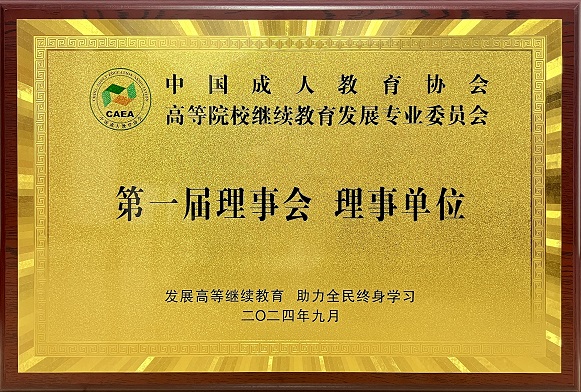 中国成人教育协会
高等院校继续教育发展专业委员会
CAEA
第一届理事会 理事单位
发展高等继续教育 助力全民终身学习
二〇二四年九月